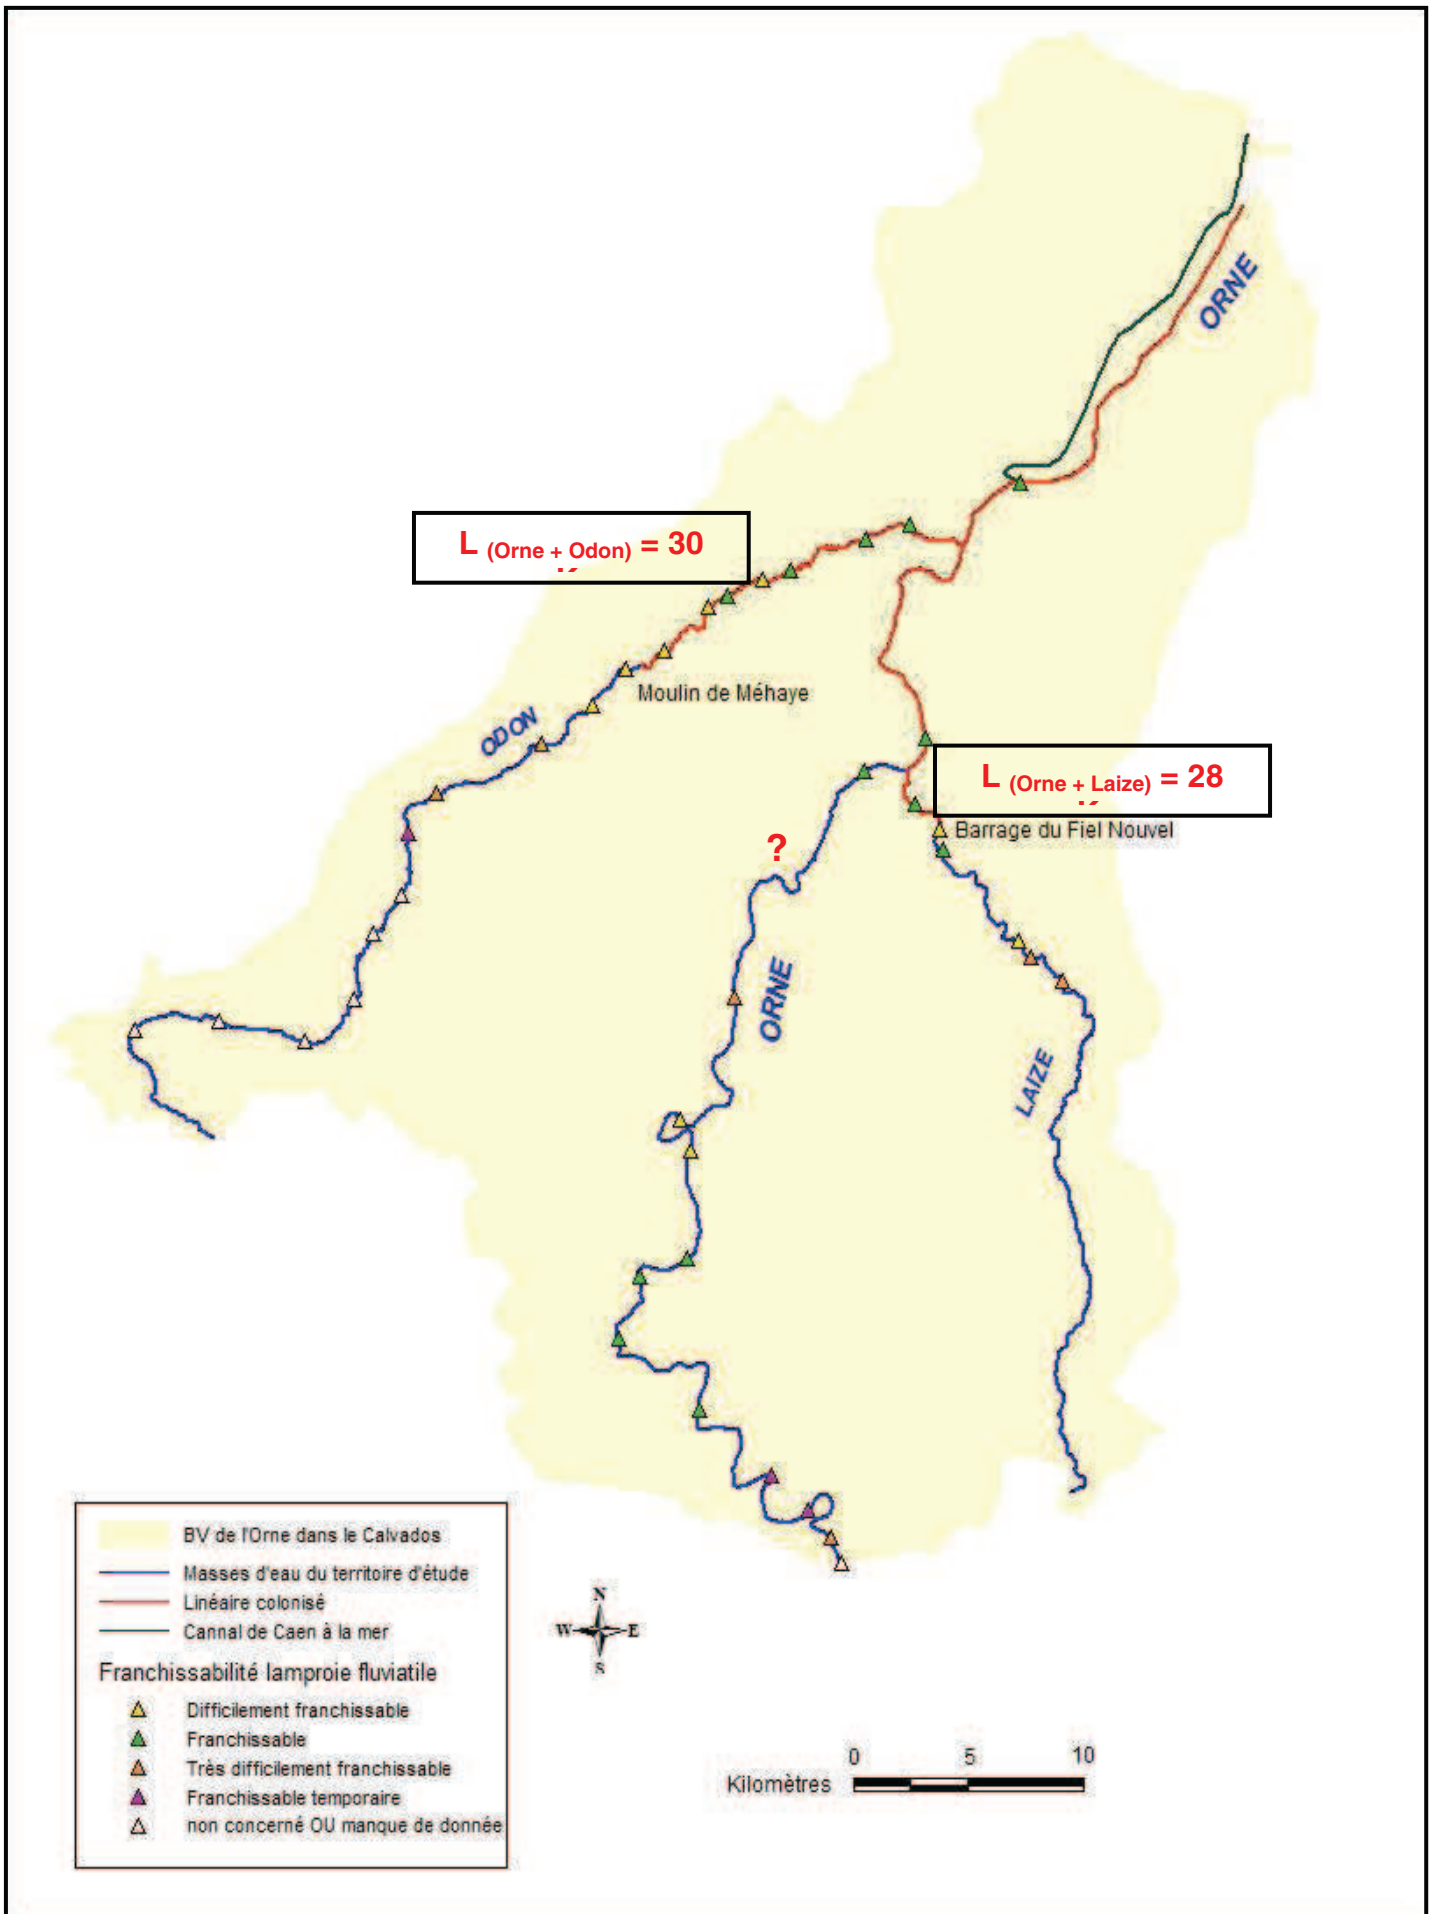 ORNE
L (Orne + Odon) = 30
Moulin de Méhaye
ODON
L (Orne + Laize) = 28
Barrage du Fiel Nouvel
?
ORNE
LAIZE
BV de l'Orne dans le Calvados
Masses d'eau du territoire d'étude
Linéaire colonisé
Cannal de Caen à la mer
Franchissabilité lamproie fluviatile
Difficilement franchissable
Franchissable
Très difficilement franchissable
Franchissable temporaire
non concerné OU manque de donnée
N
W E
S
0 5 10
Kilomètres